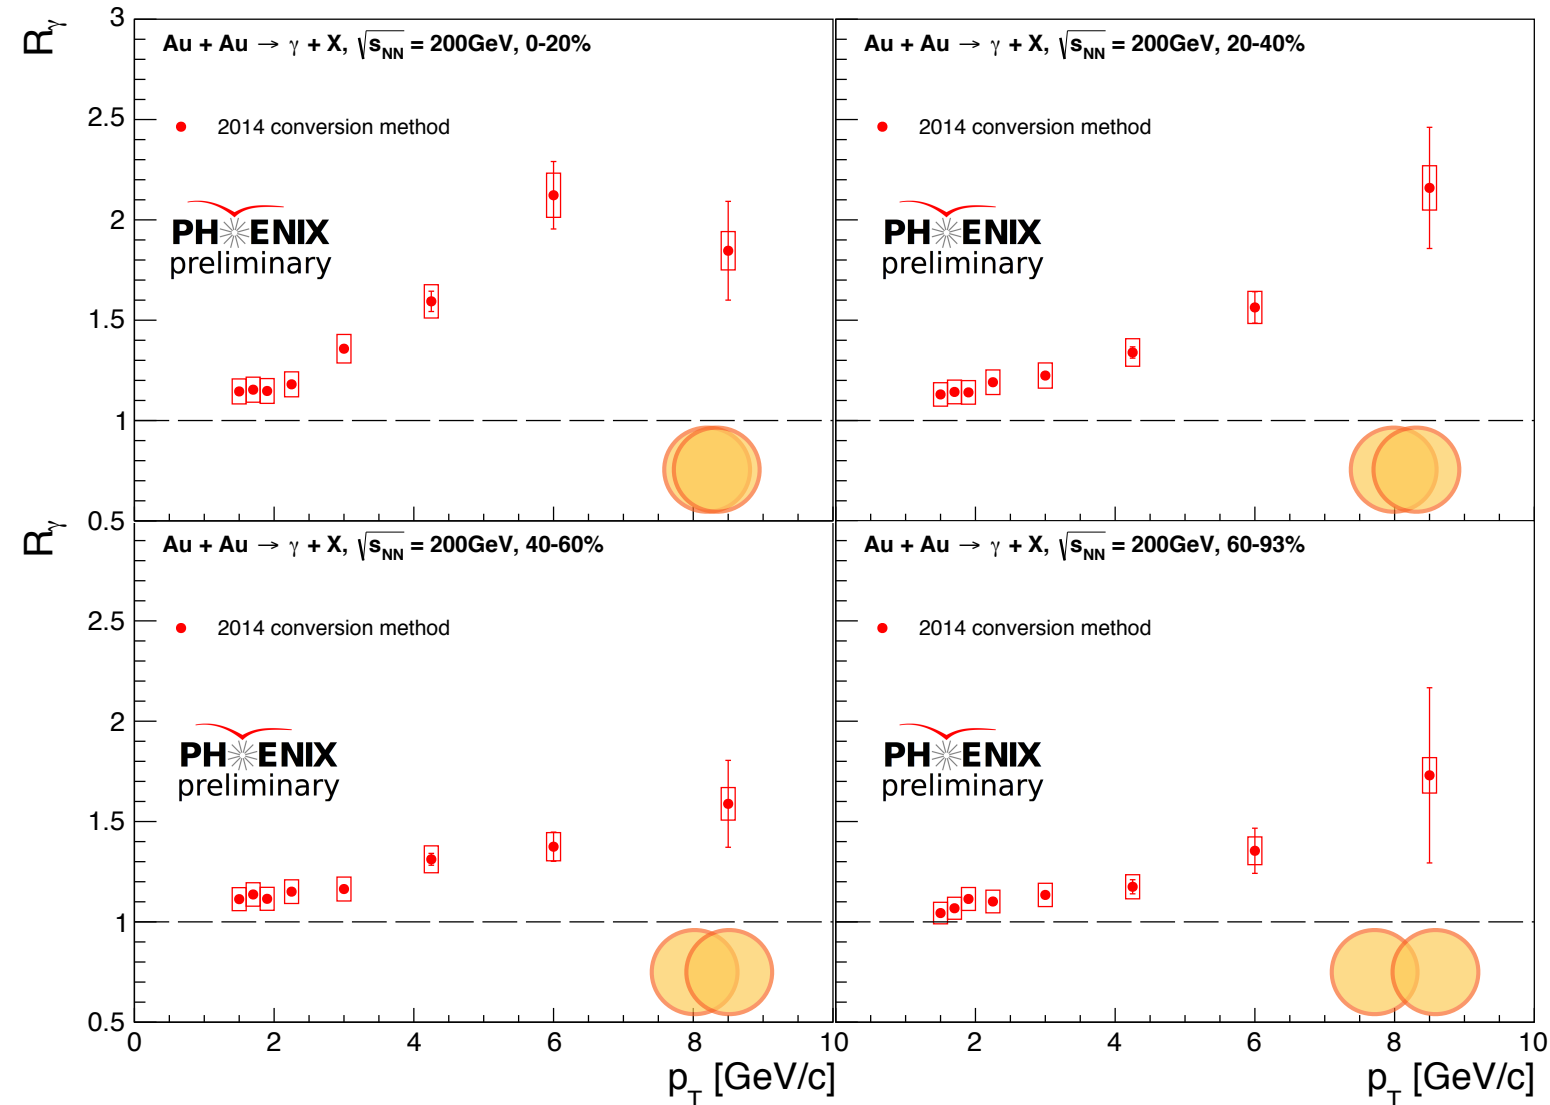 R_γ
3
Au + Au → γ + X, √s_NN = 200GeV, 0-20%
Au + Au → γ + X, √s_NN = 200GeV, 20-40%
2.5
2014 conversion method
2014 conversion method
2
PHENIX
preliminary
PHENIX
preliminary
1.5
1
0.5
R_γ
Au + Au → γ + X, √s_NN = 200GeV, 40-60%
Au + Au → γ + X, √s_NN = 200GeV, 60-93%
2.5
2014 conversion method
2014 conversion method
2
PHENIX
preliminary
PHENIX
preliminary
1.5
1
0.5
0 2 4 6 8 10 2 4 6 8 10
p_T [GeV/c] p_T [GeV/c]